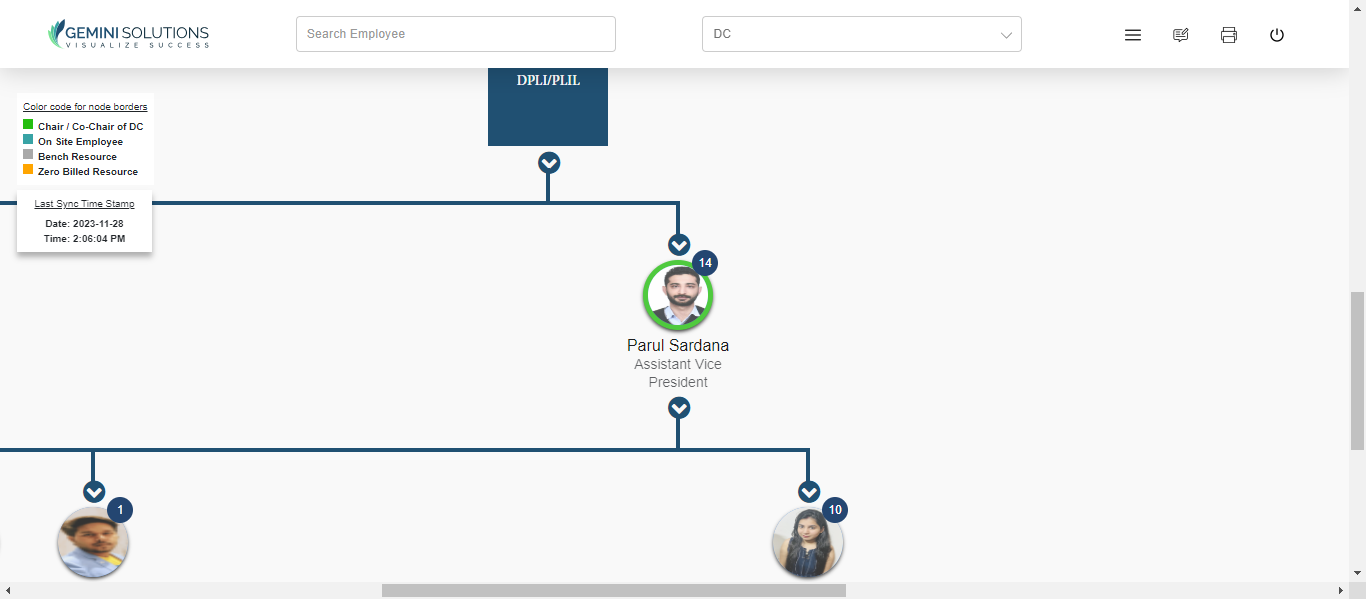 GEMINI SOLUTIONS
VISUALIZE SUCCESS
Search Employee
DC
DPLI/PLIL
Color code for node borders
Chair / Co-Chair of DC
On Site Employee
Bench Resource
Zero Billed Resource
Last Sync Time Stamp
Date: 2023-11-28
Time: 2:06:04 PM
14
Parul Sardana
Assistant Vice
President
1
10